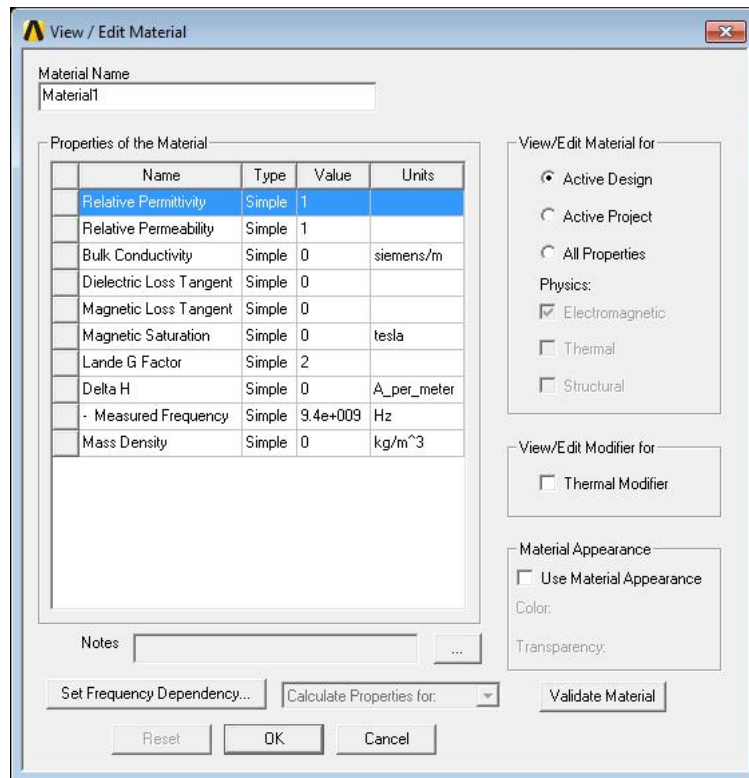 View / Edit Material
Material Name
Material1
Properties of the Material
Name Type Value Units
Relative Permittivity Simple 1
Relative Permeability Simple 1
Bulk Conductivity Simple 0 siemens/m
Dielectric Loss Tangent Simple 0
Magnetic Loss Tangent Simple 0
Magnetic Saturation Simple 0 tesla
Lande G Factor Simple 2
Delta H Simple 0 A_per_meter
- Measured Frequency Simple 9.4e+009 Hz
Mass Density Simple 0 kg/m^3
View/Edit Material for
Active Design
Active Project
All Properties
Physics:
Electromagnetic
Thermal
Structural
View/Edit Modifier for
Thermal Modifier
Material Appearance
Use Material Appearance
Color:
Transparency:
Notes ...
Set Frequency Dependency... Calculate Properties for: Validate Material
Reset OK Cancel